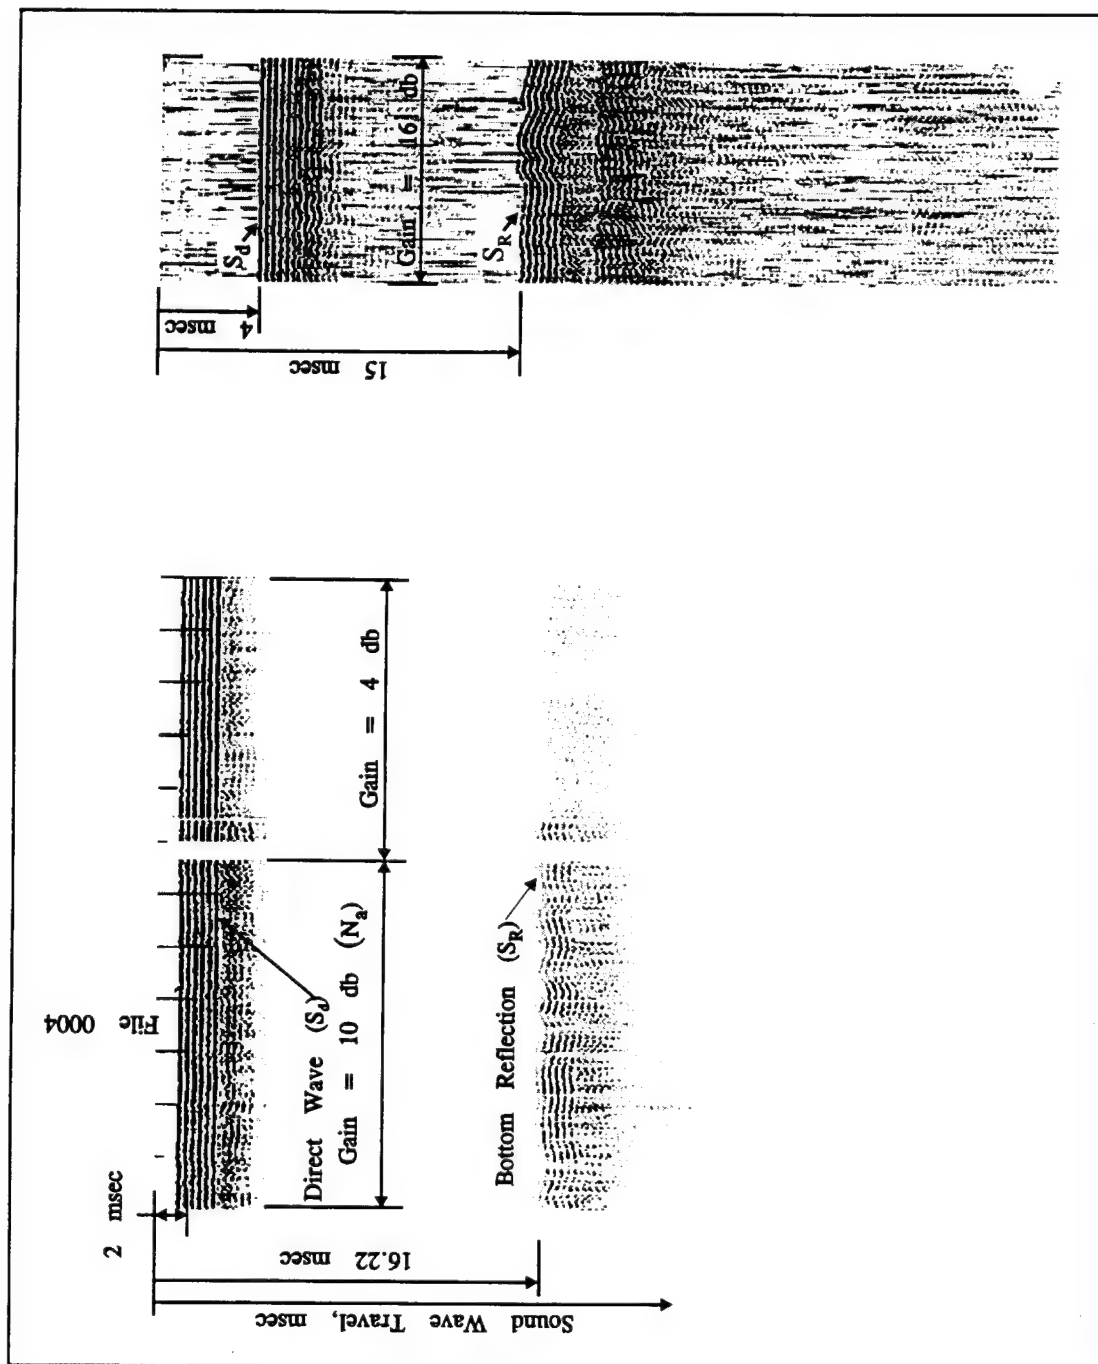 File 0004
2 msec
16.22 msec
Sound Wave Travel, msec
Direct Wave (Sd)
Gain = 10 db (Na)
Gain = 4 db
Bottom Reflection (SR)
4 msec
15 msec
Sd
Gain = 16 db
SR